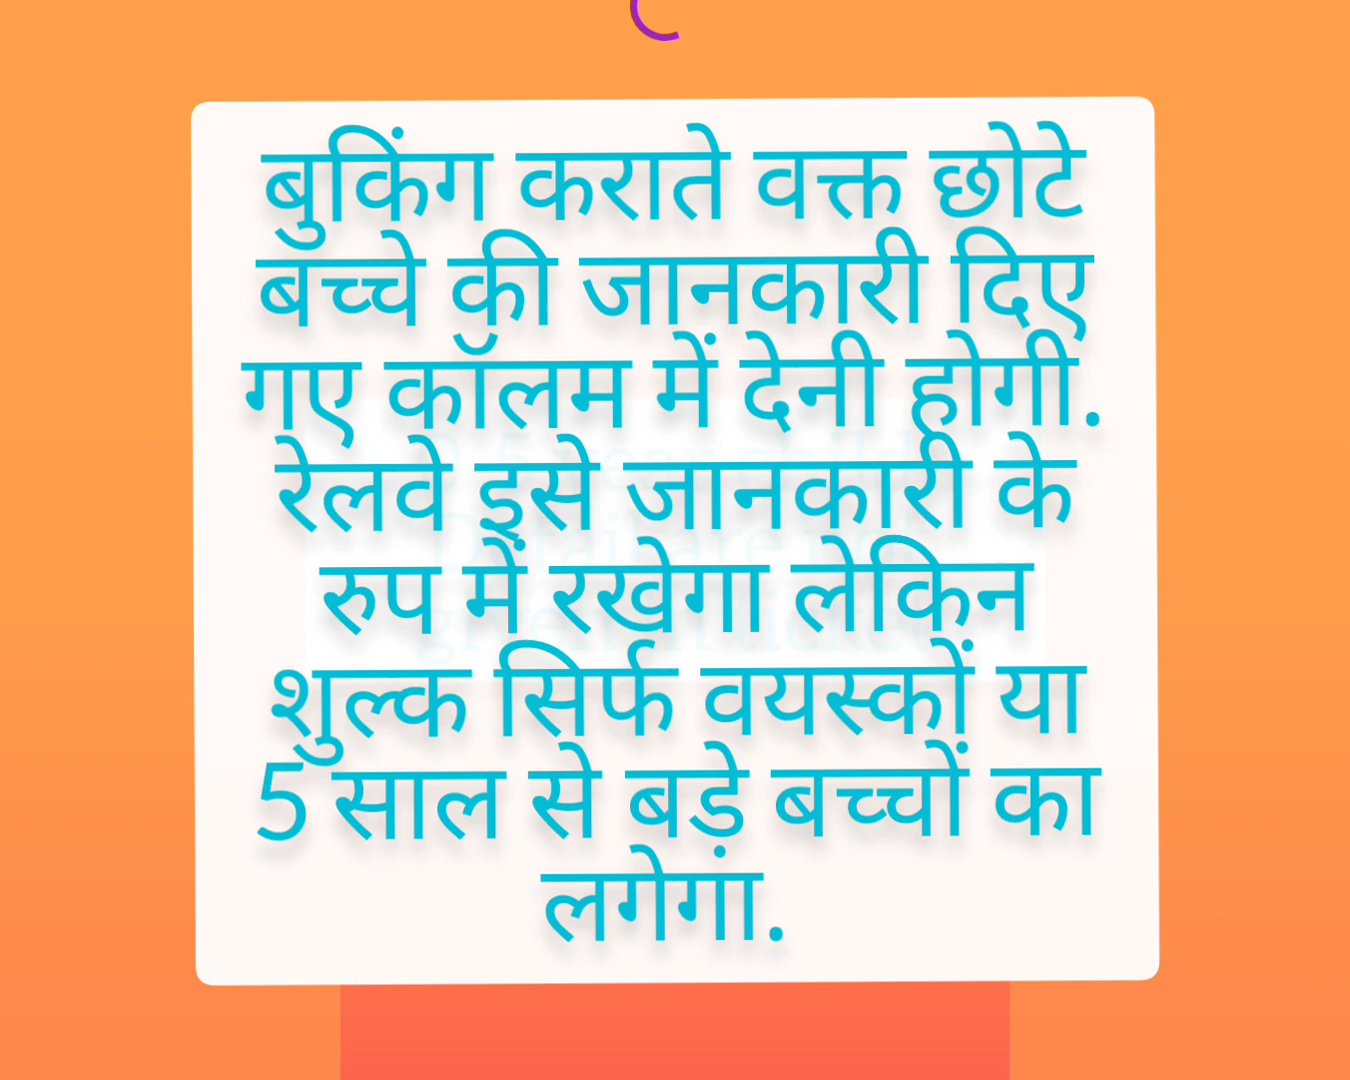 बुकिंग कराते वक्त छोटे
बच्चे की जानकारी दिए
गए कॉलम में देनी होगी.
रेलवे इसे जानकारी के
रुप में रखेगा लेकिन
शुल्क सिर्फ वयस्कों या
5 साल से बड़े बच्चों का
लगेगा.